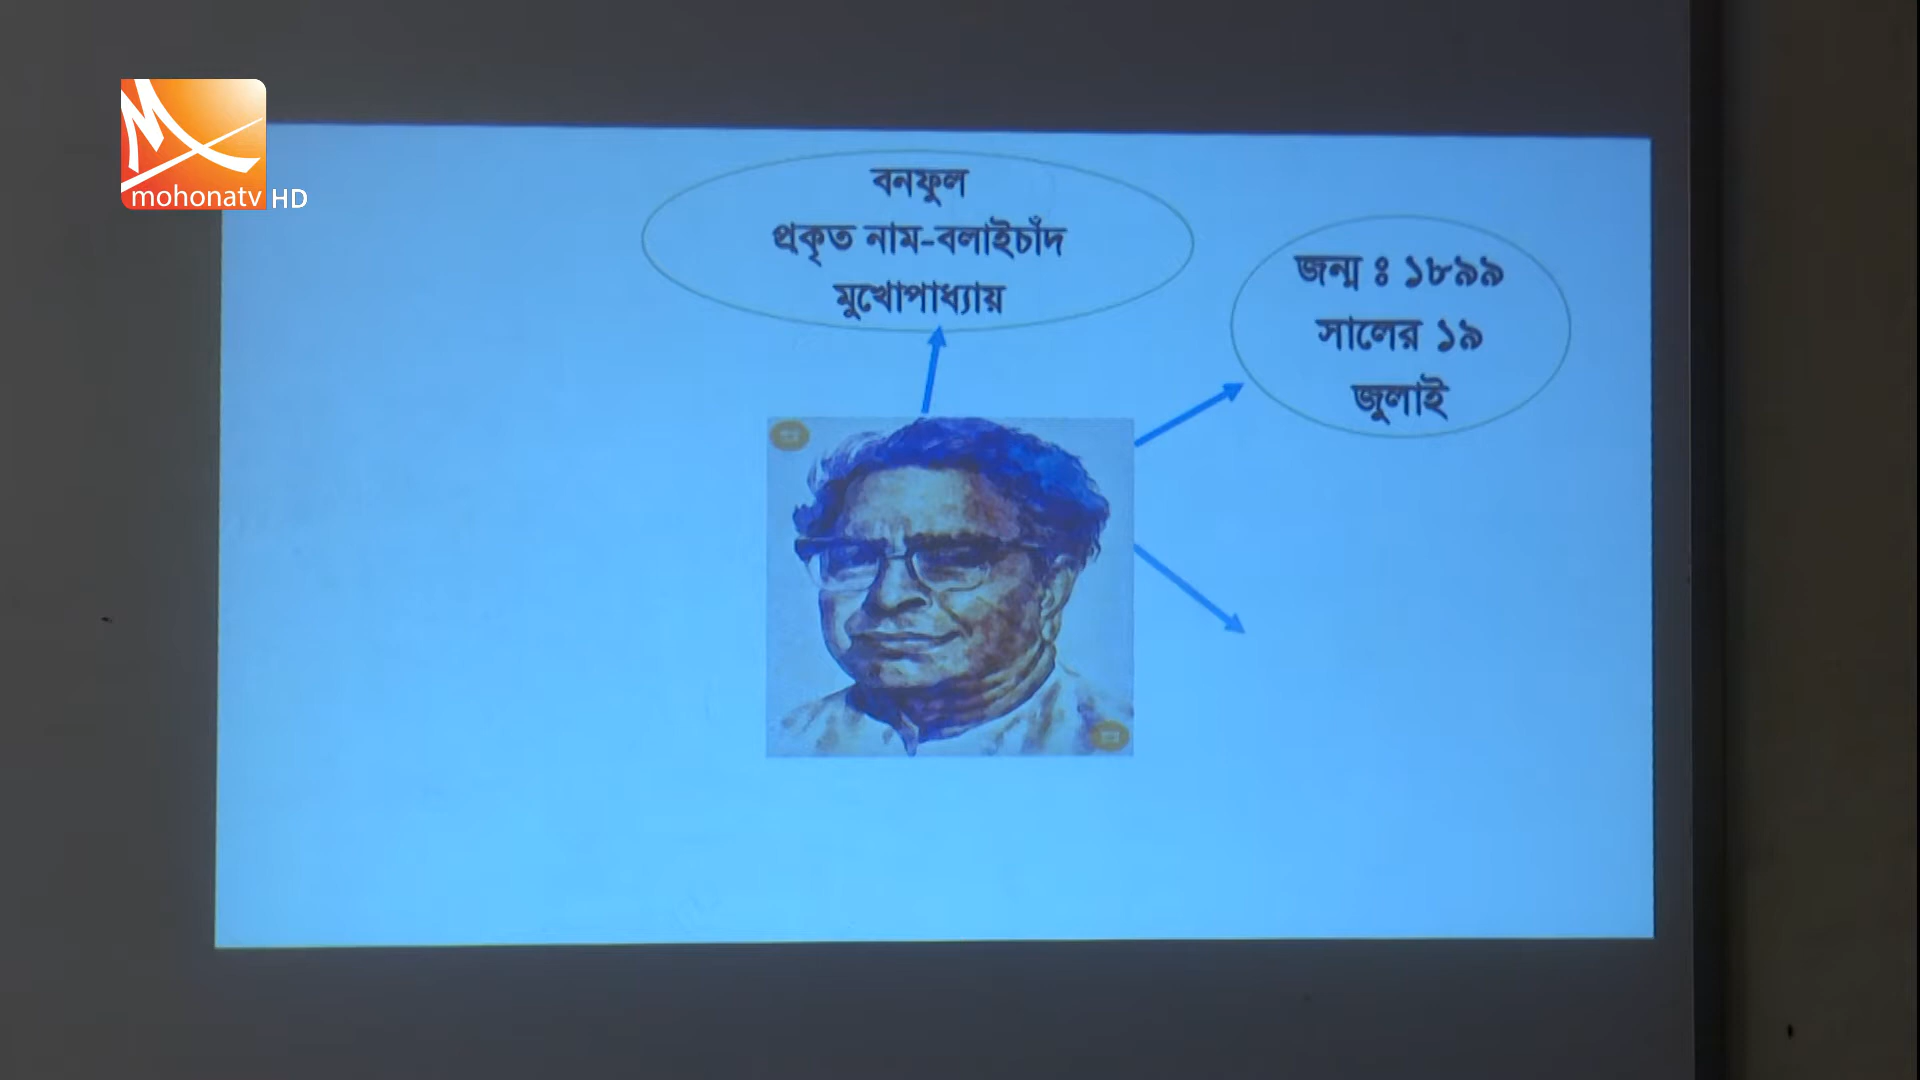 mohonatv HD
বনফুল
প্রকৃত নাম-বলাইচাঁদ
মুখোপাধ্যায়
জন্ম ঃ ১৮৯৯
সালের ১৯
জুলাই